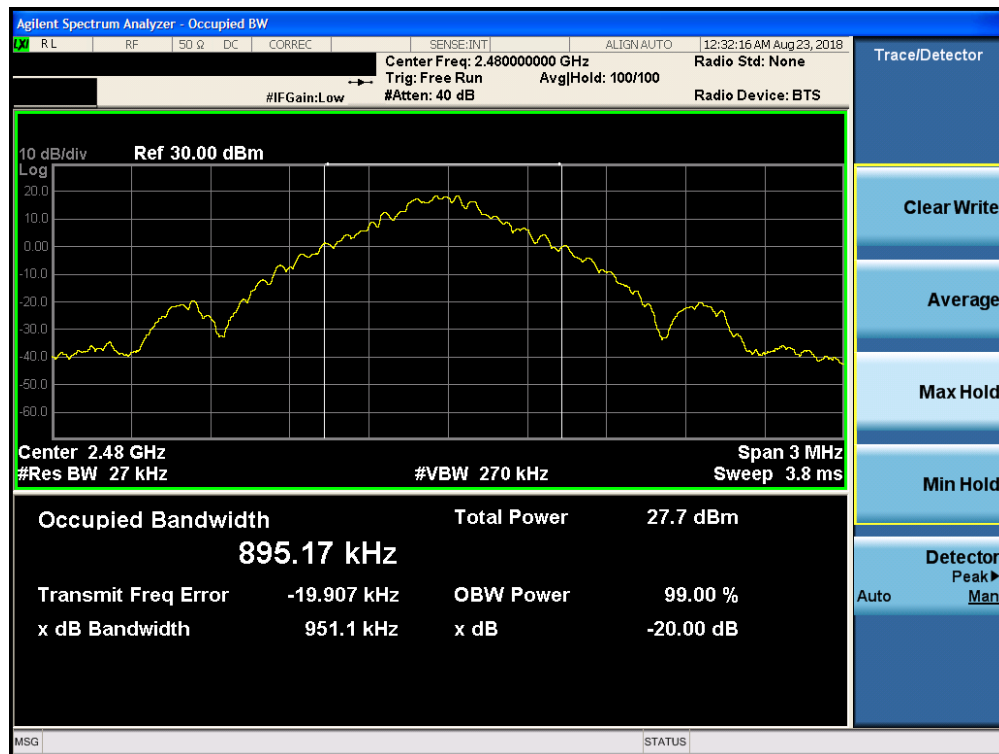 Agilent Spectrum Analyzer - Occupied BW
LXI RL RF 50 Ω DC CORREC SENSE:INT ALIGN AUTO 12:32:16 AM Aug 23, 2018
Center Freq: 2.480000000 GHz Radio Std: None
Trig: Free Run Avg|Hold: 100/100
#IFGain:Low #Atten: 40 dB Radio Device: BTS
10 dB/div Ref 30.00 dBm
Log
20.0
10.0
0.00
-10.0
-20.0
-30.0
-40.0
-50.0
-60.0
Center 2.48 GHz Span 3 MHz
#Res BW 27 kHz #VBW 270 kHz Sweep 3.8 ms
Occupied Bandwidth Total Power 27.7 dBm
895.17 kHz
Transmit Freq Error -19.907 kHz OBW Power 99.00 %
x dB Bandwidth 951.1 kHz x dB -20.00 dB
MSG STATUS
Trace/Detector
Clear Write
Average
Max Hold
Min Hold
Detector
Peak▶
Auto Man